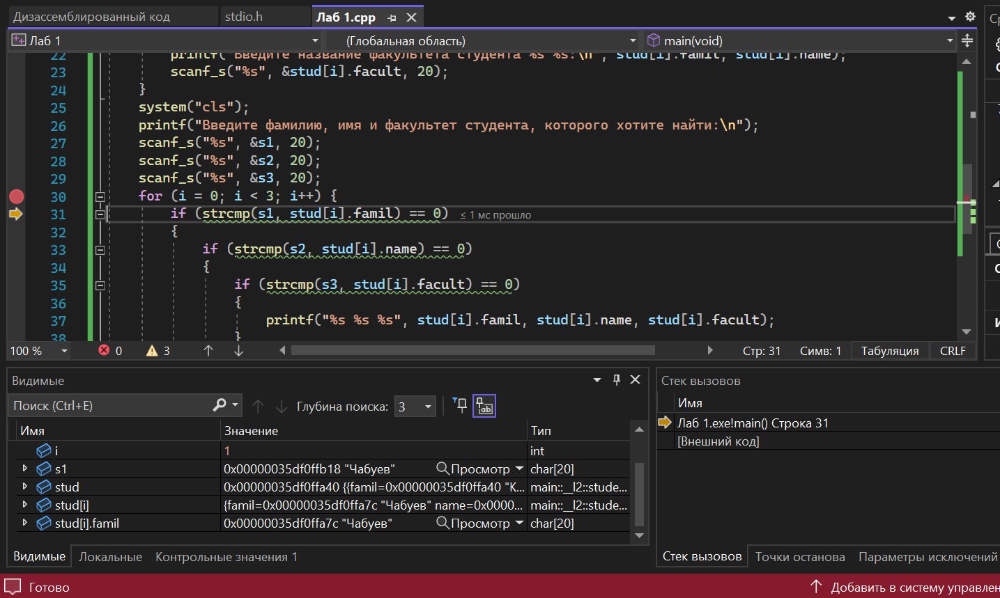 Дизассемблированный код stdio.h Лаб 1.cpp
Лаб 1 (Глобальная область) main(void)
22 printf("Введите название факультета студента %s %s:\n", stud[i].famil, stud[i].name);
23 scanf_s("%s", &stud[i].facult, 20);
24 }
25 system("cls");
26 printf("Введите фамилию, имя и факультет студента, которого хотите найти:\n");
27 scanf_s("%s", &s1, 20);
28 scanf_s("%s", &s2, 20);
29 scanf_s("%s", &s3, 20);
30 for (i = 0; i < 3; i++) {
31 if (strcmp(s1, stud[i].famil) == 0) ≤ 1 мс прошло
32 {
33 if (strcmp(s2, stud[i].name) == 0)
34 {
35 if (strcmp(s3, stud[i].facult) == 0)
36 {
37 printf("%s %s %s", stud[i].famil, stud[i].name, stud[i].facult);
38 }
100 % 0 3 Стр: 31 Симв: 1 Табуляция CRLF
Видимые
Поиск (Ctrl+E) Глубина поиска: 3
Имя Значение Тип
i 1 int
s1 0x00000035df0ffb18 "Чабуев" Просмотр char[20]
stud 0x00000035df0ffa40 {{famil=0x00000035df0ffa40 "К... main::__l2::stude...
stud[i] {famil=0x00000035df0ffa7c "Чабуев" name=0x0000... main::__l2::stude...
stud[i].famil 0x00000035df0ffa7c "Чабуев" Просмотр char[20]
Видимые Локальные Контрольные значения 1
Стек вызовов
Имя
Лаб 1.exe!main() Строка 31
[Внешний код]
Стек вызовов Точки останова Параметры исключений
Готово Добавить в систему управлен